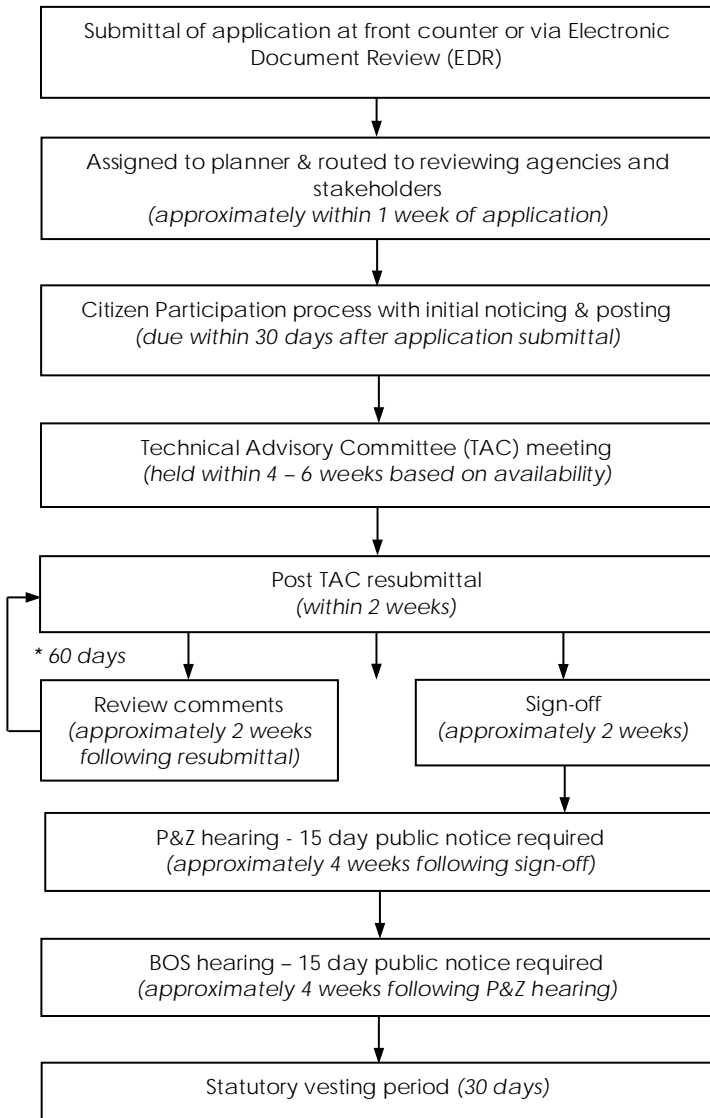 Submittal of application at front counter or via Electronic
Document Review (EDR)
Assigned to planner & routed to reviewing agencies and
stakeholders
(approximately within 1 week of application)
Citizen Participation process with initial noticing & posting
(due within 30 days after application submittal)
Technical Advisory Committee (TAC) meeting
(held within 4 – 6 weeks based on availability)
Post TAC resubmittal
(within 2 weeks)
* 60 days
Review comments
(approximately 2 weeks
following resubmittal)
Sign-off
(approximately 2 weeks)
P&Z hearing - 15 day public notice required
(approximately 4 weeks following sign-off)
BOS hearing – 15 day public notice required
(approximately 4 weeks following P&Z hearing)
Statutory vesting period (30 days)